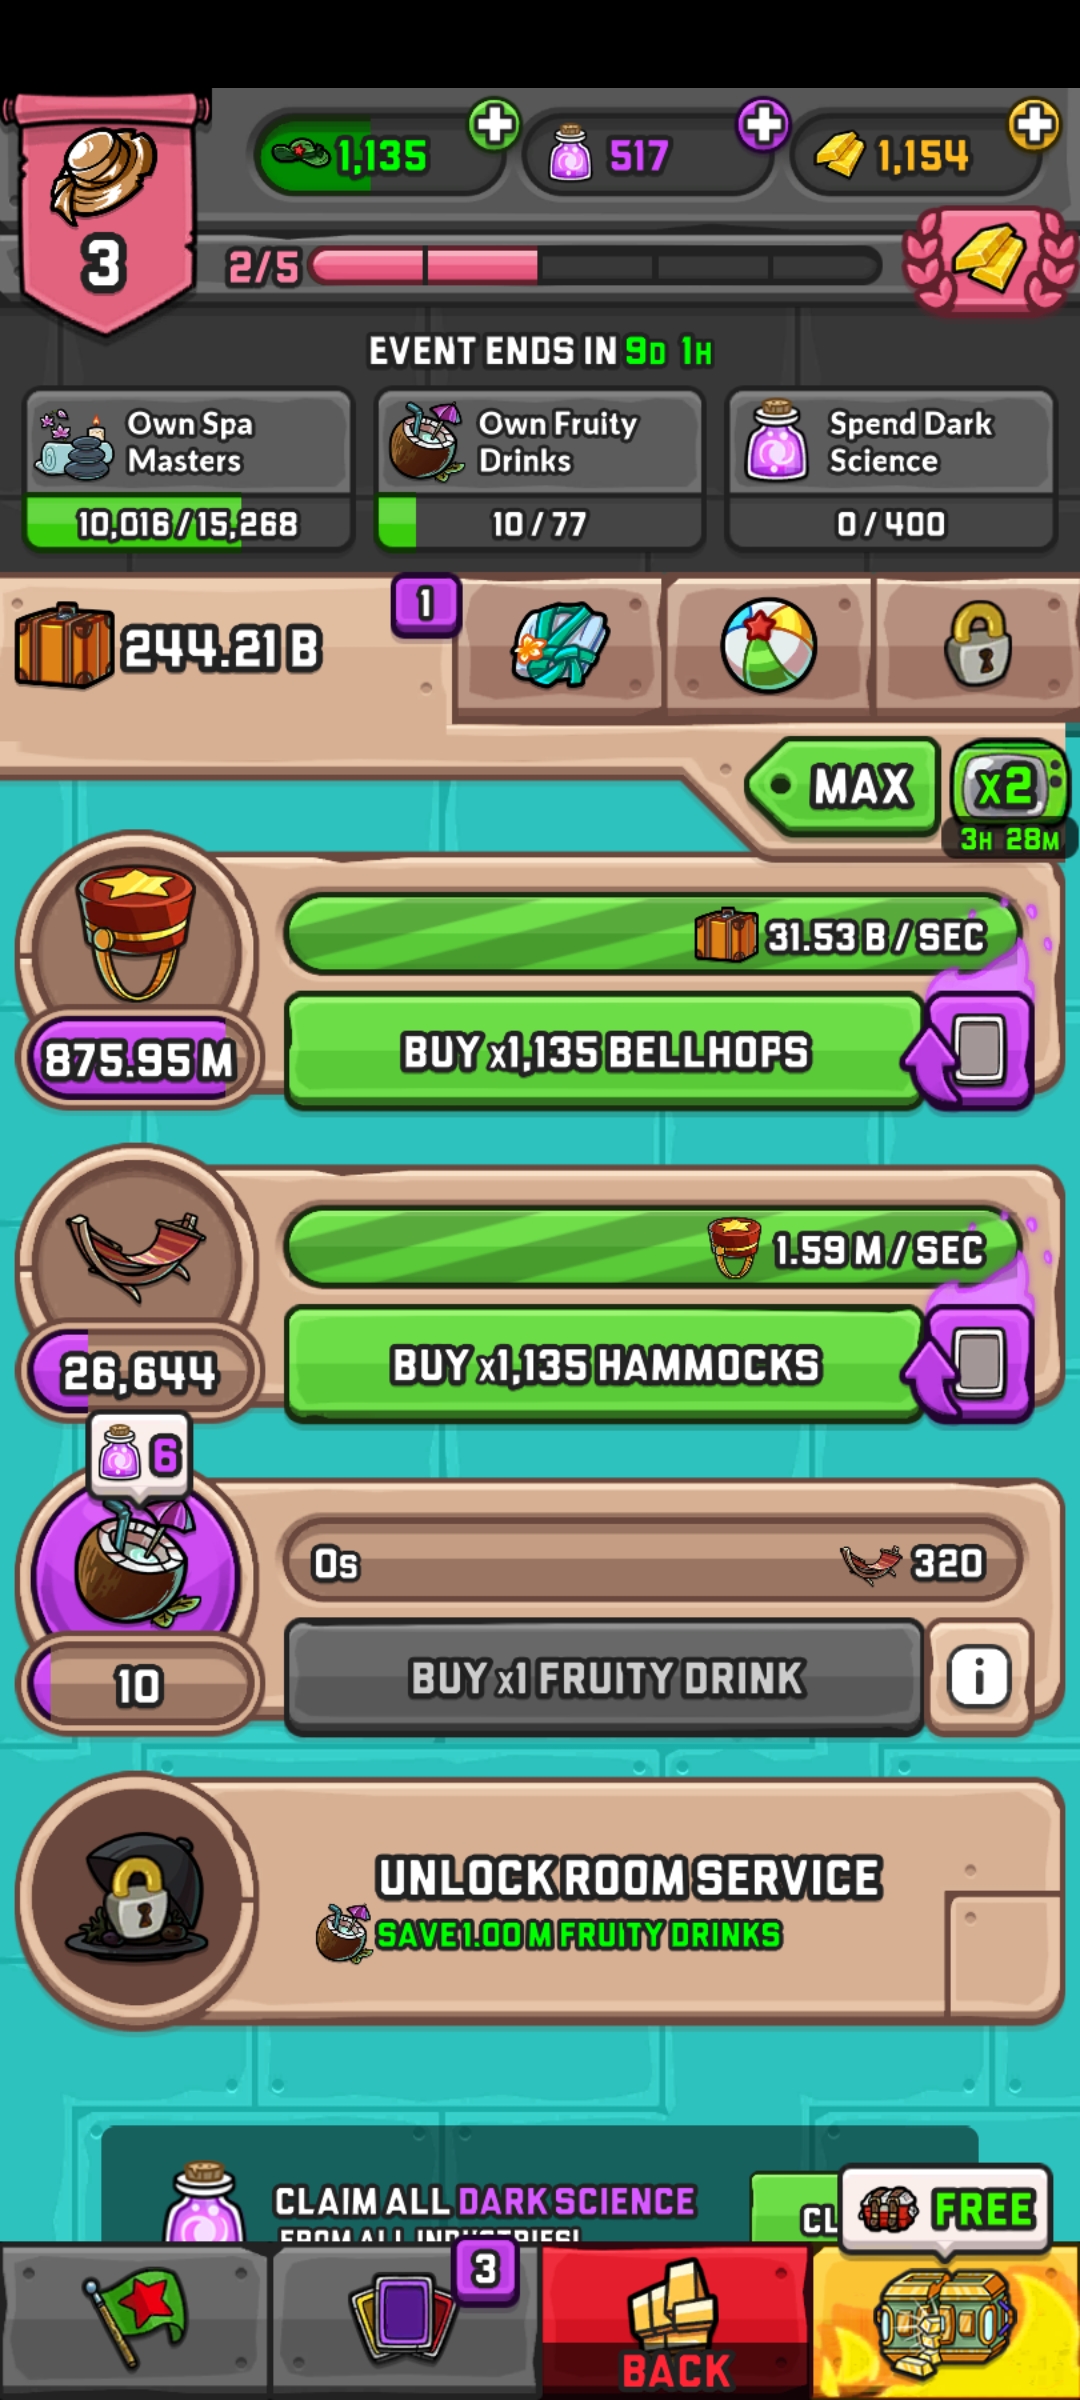 3
1,135
517
1,154
2/5
EVENT ENDS IN 9D 1H
Own Spa
Masters
10,016/15,268
Own Fruity
Drinks
10/77
Spend Dark
Science
0/400
244.21 B
1
MAX
x2
3H 28M
31.53 B / SEC
875.95 M
BUY x1,135 BELLHOPS
1.59 M / SEC
26,644
BUY x1,135 HAMMOCKS
6
0s
320
10
BUY x1 FRUITY DRINK
i
UNLOCK ROOM SERVICE
SAVE 1.00 M FRUITY DRINKS
CLAIM ALL DARK SCIENCE
FROM ALL INDUSTRIES!
CL
FREE
3
BACK